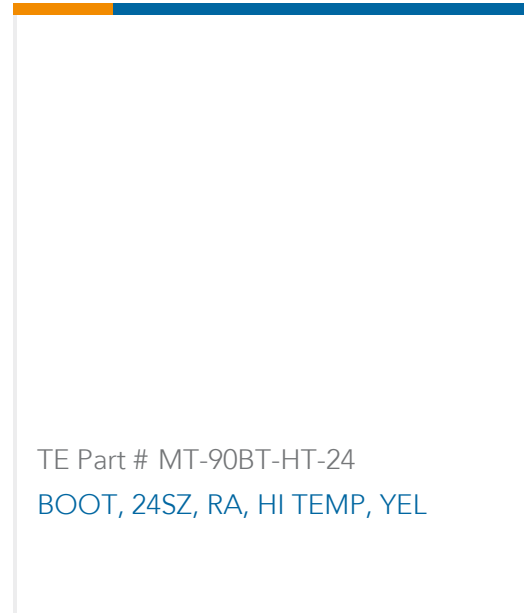 TE Part # MT-90BT-HT-24
BOOT, 24SZ, RA, HI TEMP, YEL